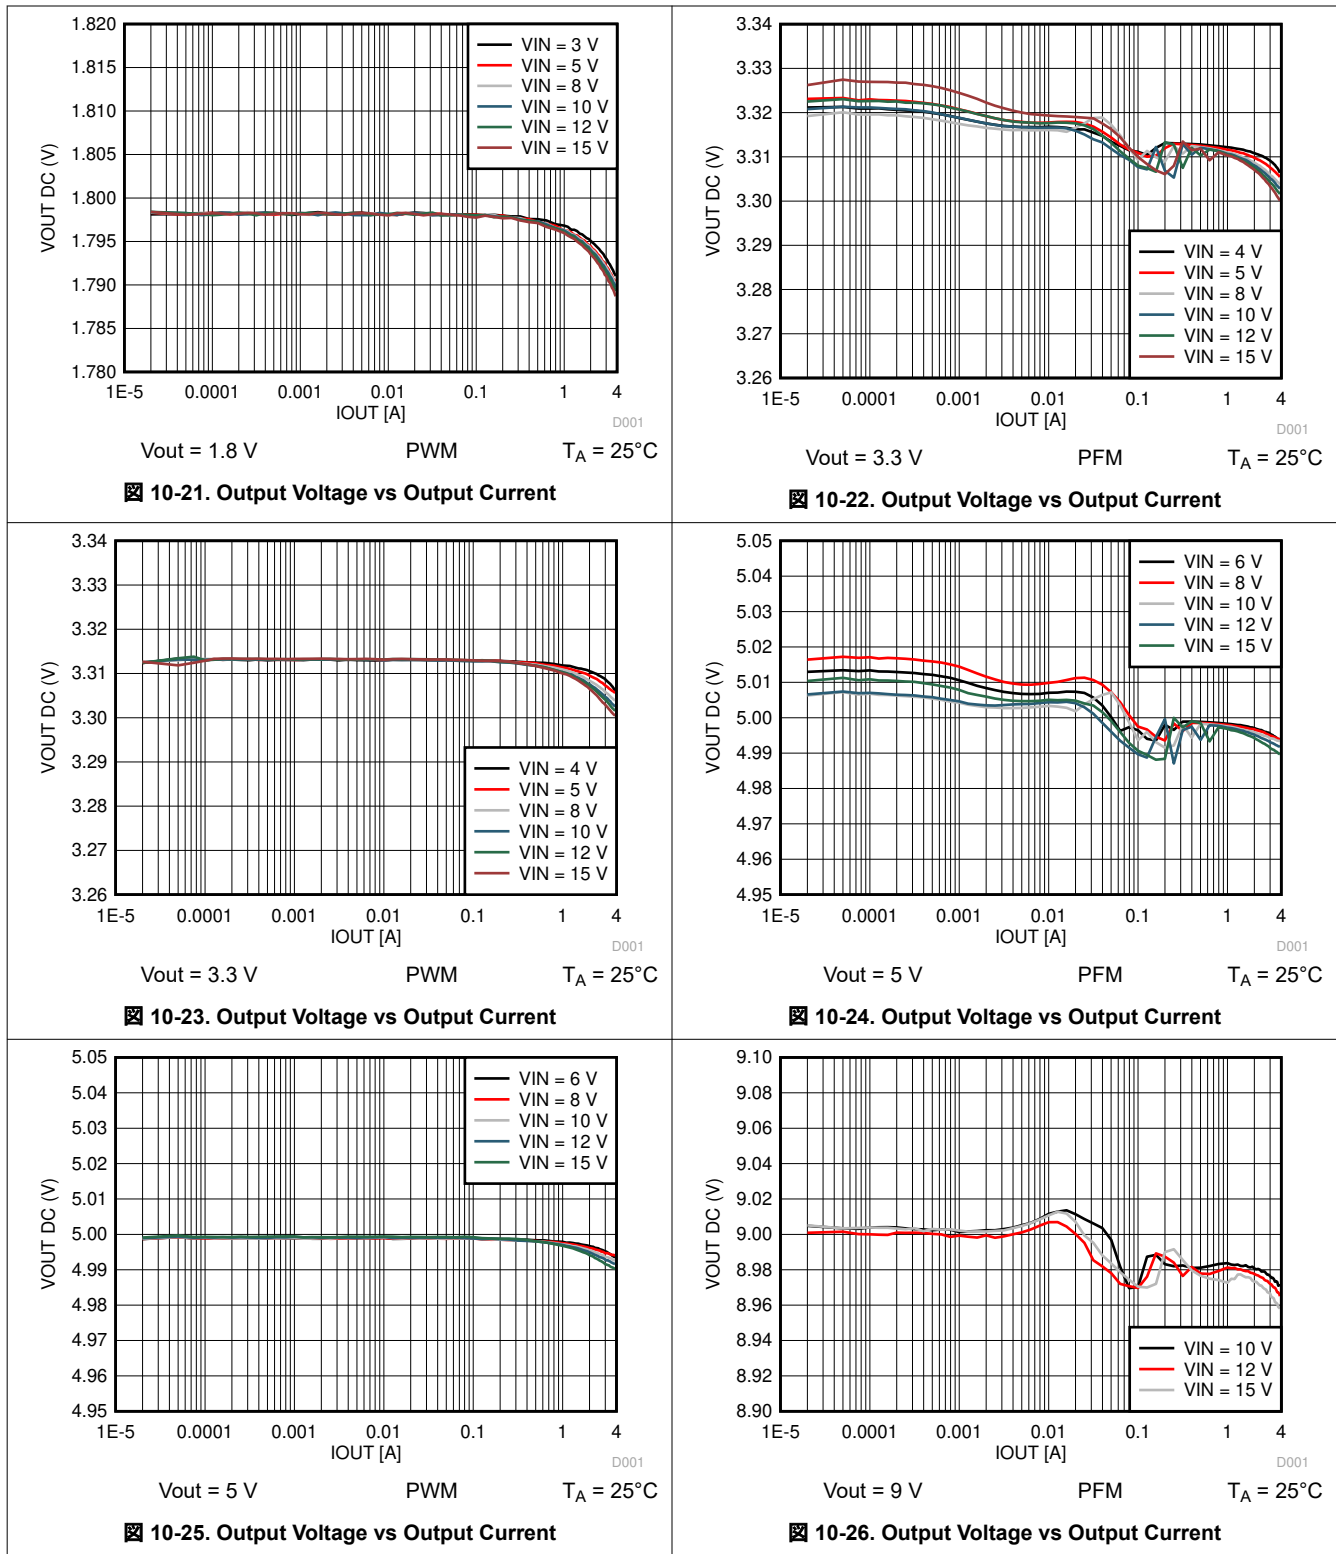 1.820
1.815
1.810
1.805
1.800
1.795
1.790
1.785
1.780
VOUT DC (V)
VIN = 3 V
VIN = 5 V
VIN = 8 V
VIN = 10 V
VIN = 12 V
VIN = 15 V
1E-5 0.0001 0.001 0.01 0.1 1 4
IOUT [A]
D001
Vout = 1.8 V PWM TA = 25°C
図 10-21. Output Voltage vs Output Current
3.34
3.33
3.32
3.31
3.30
3.29
3.28
3.27
3.26
VOUT DC (V)
VIN = 4 V
VIN = 5 V
VIN = 8 V
VIN = 10 V
VIN = 12 V
VIN = 15 V
1E-5 0.0001 0.001 0.01 0.1 1 4
IOUT [A]
D001
Vout = 3.3 V PFM TA = 25°C
図 10-22. Output Voltage vs Output Current
3.34
3.33
3.32
3.31
3.30
3.29
3.28
3.27
3.26
VOUT DC (V)
VIN = 4 V
VIN = 5 V
VIN = 8 V
VIN = 10 V
VIN = 12 V
VIN = 15 V
1E-5 0.0001 0.001 0.01 0.1 1 4
IOUT [A]
D001
Vout = 3.3 V PWM TA = 25°C
図 10-23. Output Voltage vs Output Current
5.05
5.04
5.03
5.02
5.01
5.00
4.99
4.98
4.97
4.96
4.95
VOUT DC (V)
VIN = 6 V
VIN = 8 V
VIN = 10 V
VIN = 12 V
VIN = 15 V
1E-5 0.0001 0.001 0.01 0.1 1 4
IOUT [A]
D001
Vout = 5 V PFM TA = 25°C
図 10-24. Output Voltage vs Output Current
5.05
5.04
5.03
5.02
5.01
5.00
4.99
4.98
4.97
4.96
4.95
VOUT DC (V)
VIN = 6 V
VIN = 8 V
VIN = 10 V
VIN = 12 V
VIN = 15 V
1E-5 0.0001 0.001 0.01 0.1 1 4
IOUT [A]
D001
Vout = 5 V PWM TA = 25°C
図 10-25. Output Voltage vs Output Current
9.10
9.08
9.06
9.04
9.02
9.00
8.98
8.96
8.94
8.92
8.90
VOUT DC (V)
VIN = 10 V
VIN = 12 V
VIN = 15 V
1E-5 0.0001 0.001 0.01 0.1 1 4
IOUT [A]
D001
Vout = 9 V PFM TA = 25°C
図 10-26. Output Voltage vs Output Current